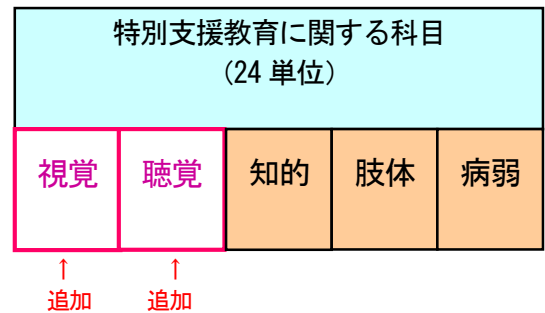 特別支援教育に関する科目
(24 単位)
視覚 聴覚 知的 肢体 病弱
↑ ↑
追加 追加